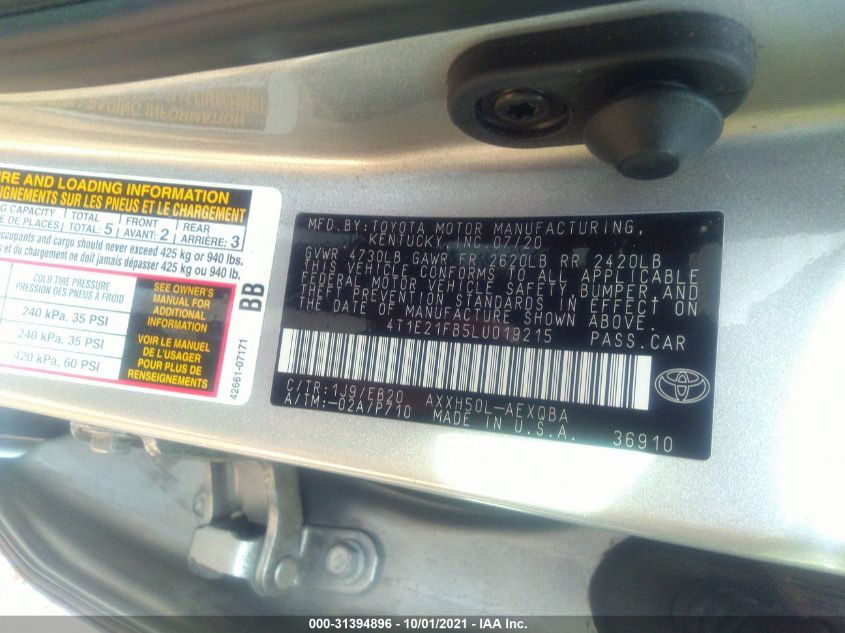 RE AND LOADING INFORMATION
EIGNEMENTS SUR LES PNEUS ET LE CHARGEMENT
CAPACITY TOTAL 5 FRONT 2 REAR 3
DE PLACES TOTAL: AVANT: ARRIÈRE:
occupants and cargo should never exceed 425 kg or 940 lbs.
et du chargement ne doit jamais dépasser 425 kg ou 940 lb.
COLD TIRE PRESSURE
PRESSION DES PNEUS À FROID
240 kPa, 35 PSI
240 kPa, 35 PSI
420 kPa, 60 PSI
SEE OWNER'S
MANUAL FOR
ADDITIONAL
INFORMATION
VOIR LE MANUEL
DE L'USAGER
POUR PLUS DE
RENSEIGNEMENTS
BB
42661-07171
MFD.BY:TOYOTA MOTOR MANUFACTURING,
KENTUCKY,INC.07/20
GVWR 4730LB GAWR FR 2620LB RR 2420LB
THIS VEHICLE CONFORMS TO ALL APPLICABLE
FEDERAL MOTOR VEHICLE SAFETY, BUMPER,AND
THEFT PREVENTION STANDARDS IN EFFECT ON
THE DATE OF MANUFACTURE SHOWN ABOVE.
4T1E21FB5LU019215 PASS.CAR
C/TR:1J9/EB20 AXXH50L-AEXQBA
A/TM:-02A/P710 MADE IN U.S.A. 36910
000-31394896 - 10/01/2021 - IAA Inc.